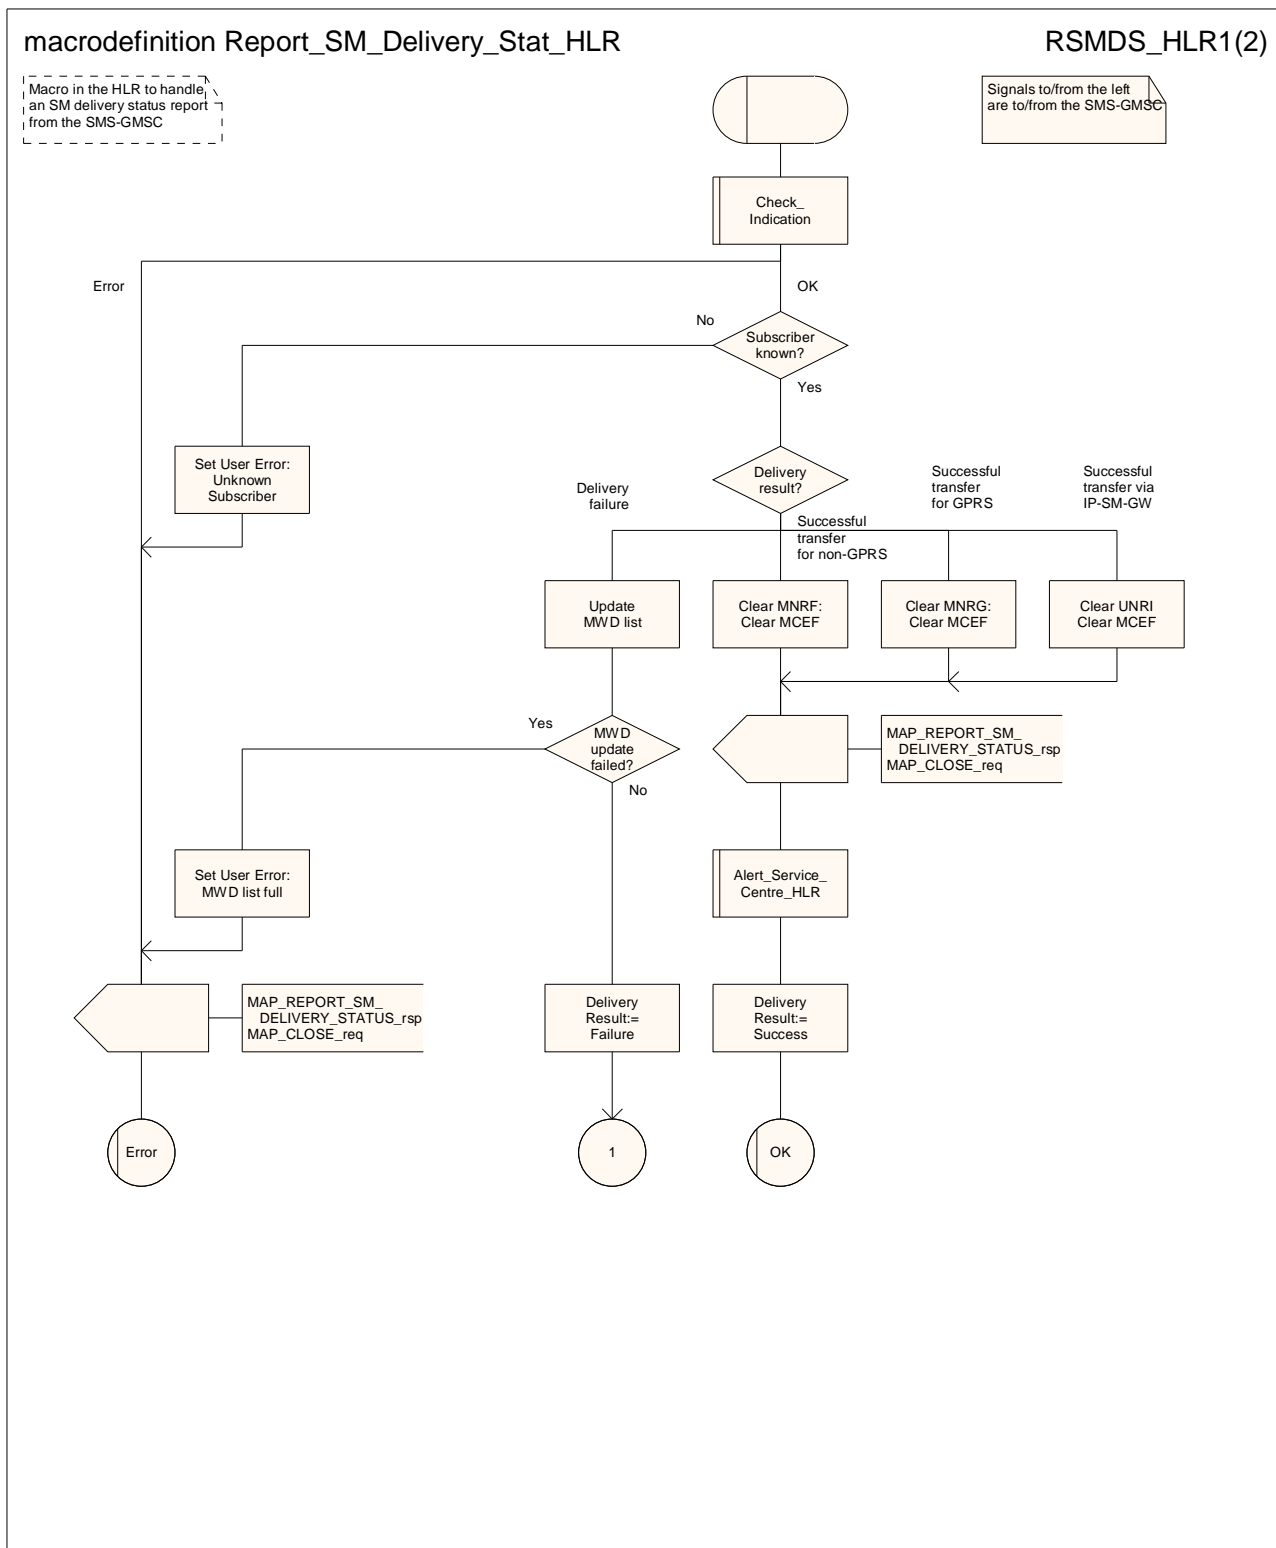 macrodefinition Report_SM_Delivery_Stat_HLR
RSMDS_HLR1(2)
Macro in the HLR to handle
an SM delivery status report
from the SMS-GMSC
Signals to/from the left
are to/from the SMS-GMSC
Check_
Indication
Error
OK
No
Subscriber
known?
Yes
Set User Error:
Unknown
Subscriber
Delivery
result?
Delivery
failure
Successful
transfer
for non-GPRS
Successful
transfer
for GPRS
Successful
transfer via
IP-SM-GW
Update
MWD list
Clear MNRF:
Clear MCEF
Clear MNRG:
Clear MCEF
Clear UNRI
Clear MCEF
Yes
MWD
update
failed?
No
MAP_REPORT_SM_
DELIVERY_STATUS_rsp
MAP_CLOSE_req
Set User Error:
MWD list full
Alert_Service_
Centre_HLR
MAP_REPORT_SM_
DELIVERY_STATUS_rsp
MAP_CLOSE_req
Delivery
Result:=
Failure
Delivery
Result:=
Success
Error
1
OK